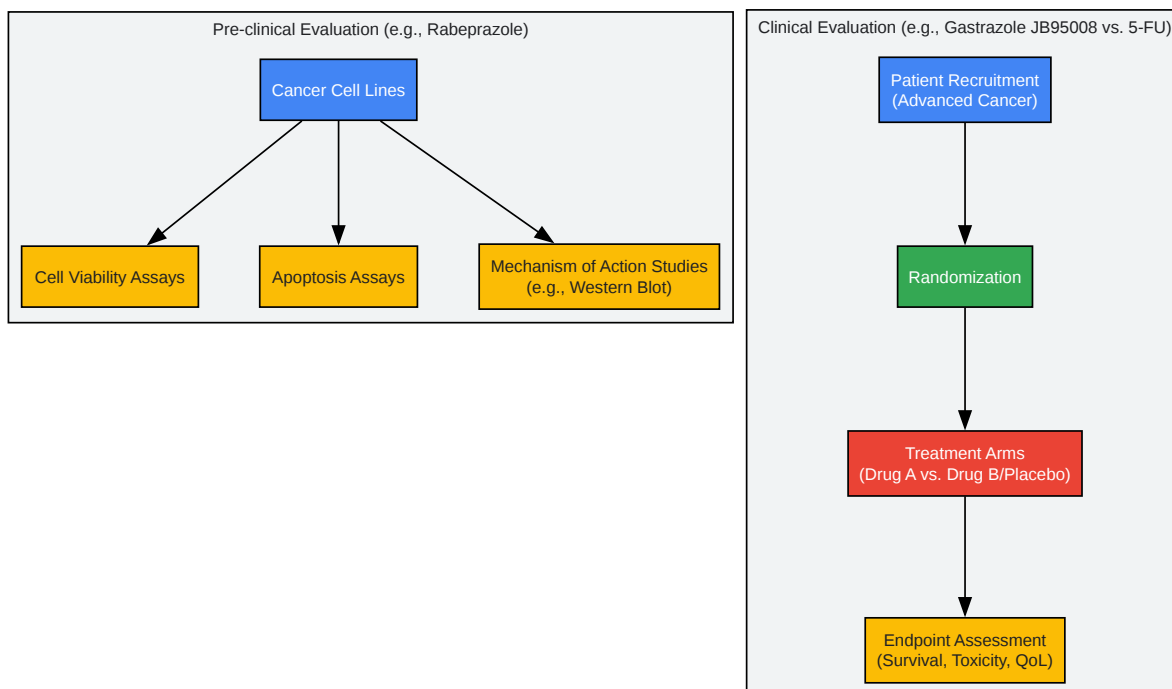 Pre-clinical Evaluation (e.g., Rabeprazole)
Cancer Cell Lines
Cell Viability Assays
Apoptosis Assays
Mechanism of Action Studies
(e.g., Western Blot)
Clinical Evaluation (e.g., Gastrazole JB95008 vs. 5-FU)
Patient Recruitment
(Advanced Cancer)
Randomization
Treatment Arms
(Drug A vs. Drug B/Placebo)
Endpoint Assessment
(Survival, Toxicity, QoL)